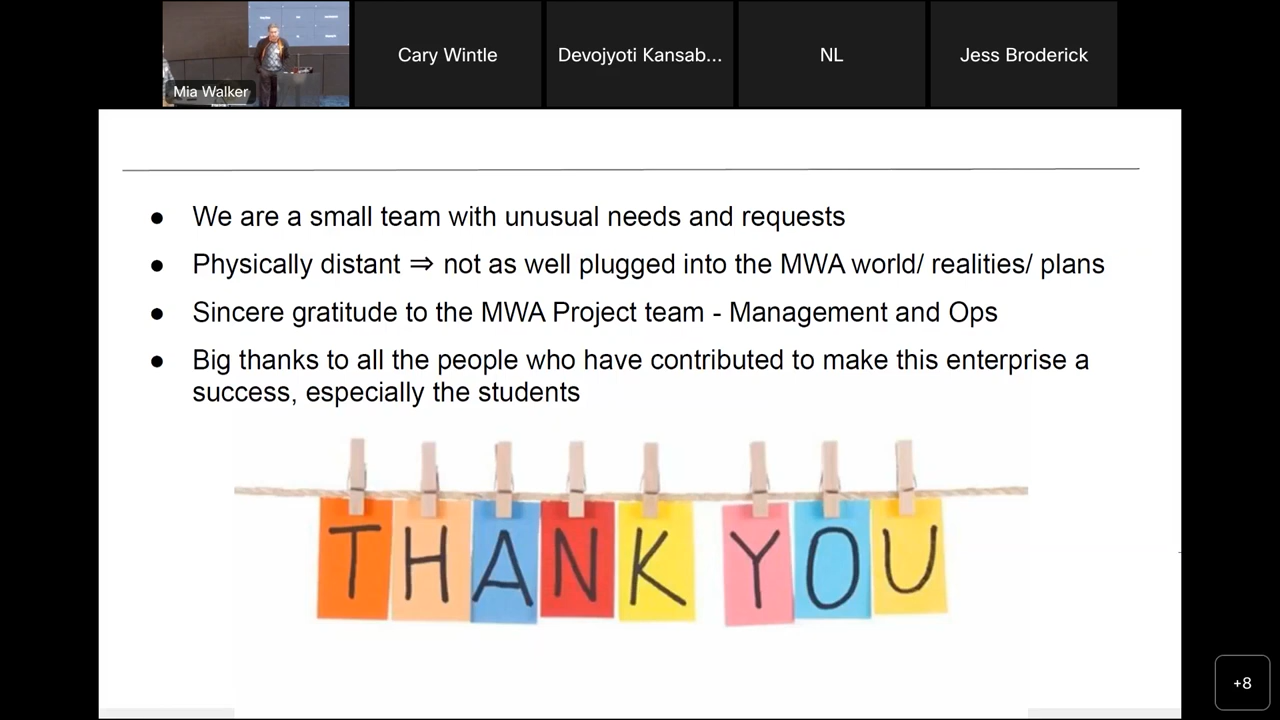 Mia Walker
Cary Wintle
Devojyoti Kansab...
NL
Jess Broderick
● We are a small team with unusual needs and requests
● Physically distant ⇒ not as well plugged into the MWA world/ realities/ plans
● Sincere gratitude to the MWA Project team - Management and Ops
● Big thanks to all the people who have contributed to make this enterprise a
success, especially the students
THANK YOU
+8